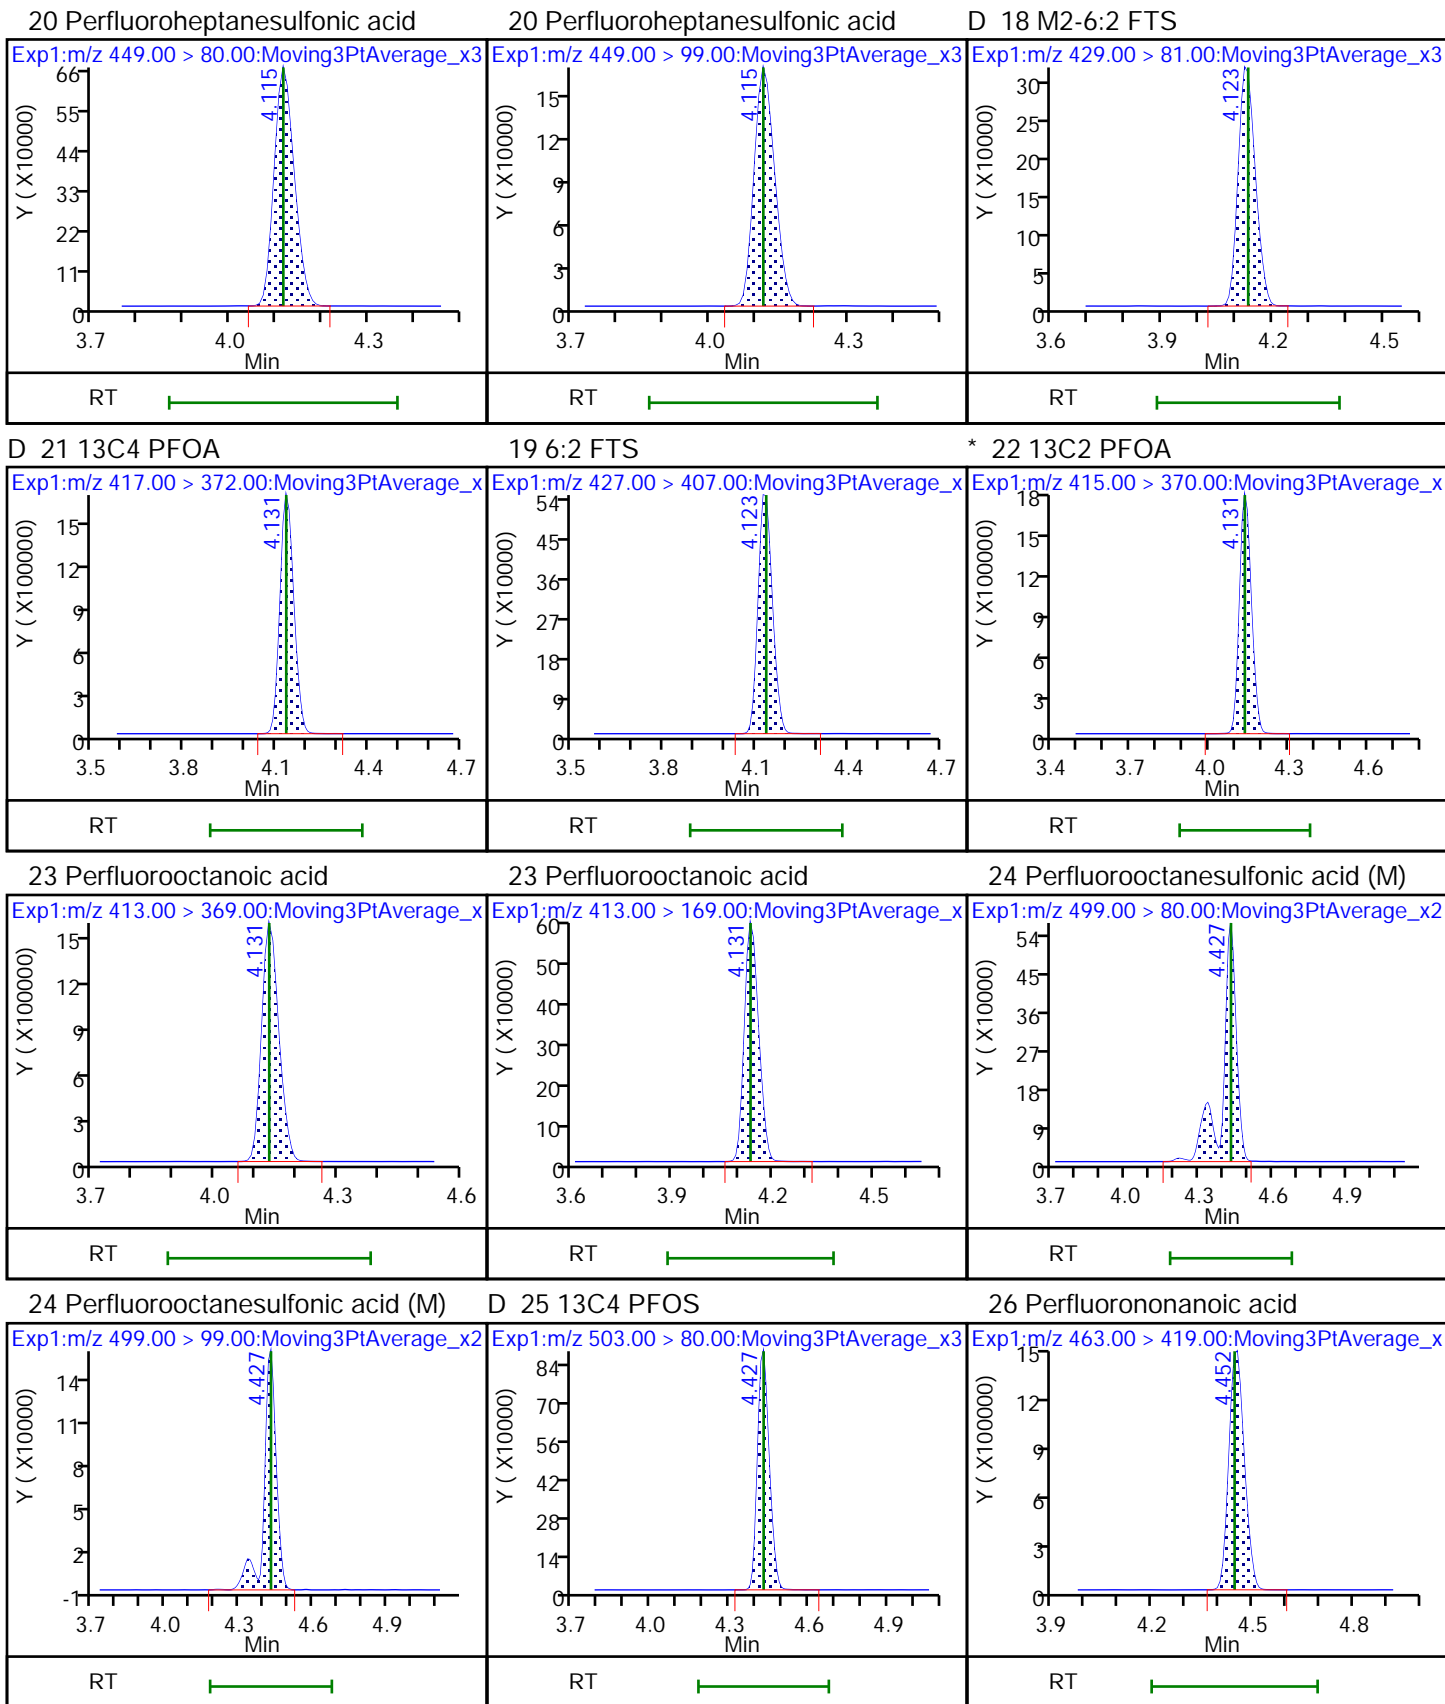 20 Perfluoroheptanesulfonic acid
Exp1:m/z 449.00 > 80.00:Moving3PtAverage_x3
4.115
Y ( X10000)
66
55
44
33
22
11
0
3.7 4.0 4.3
Min
RT
20 Perfluoroheptanesulfonic acid
Exp1:m/z 449.00 > 99.00:Moving3PtAverage_x3
4.115
Y ( X10000)
15
12
9
6
3
0
3.7 4.0 4.3
Min
RT
D 18 M2-6:2 FTS
Exp1:m/z 429.00 > 81.00:Moving3PtAverage_x3
4.123
Y ( X10000)
30
25
20
15
10
5
0
3.6 3.9 4.2 4.5
Min
RT
D 21 13C4 PFOA
Exp1:m/z 417.00 > 372.00:Moving3PtAverage_x
4.131
Y ( X100000)
15
12
9
6
3
0
3.5 3.8 4.1 4.4 4.7
Min
RT
19 6:2 FTS
Exp1:m/z 427.00 > 407.00:Moving3PtAverage_x
4.123
Y ( X10000)
54
45
36
27
18
9
0
3.5 3.8 4.1 4.4 4.7
Min
RT
* 22 13C2 PFOA
Exp1:m/z 415.00 > 370.00:Moving3PtAverage_x
4.131
Y ( X100000)
18
15
12
9
6
3
0
3.4 3.7 4.0 4.3 4.6
Min
RT
23 Perfluorooctanoic acid
Exp1:m/z 413.00 > 369.00:Moving3PtAverage_x
4.131
Y ( X100000)
15
12
9
6
3
0
3.7 4.0 4.3 4.6
Min
RT
23 Perfluorooctanoic acid
Exp1:m/z 413.00 > 169.00:Moving3PtAverage_x
4.131
Y ( X10000)
60
50
40
30
20
10
0
3.6 3.9 4.2 4.5
Min
RT
24 Perfluorooctanesulfonic acid (M)
Exp1:m/z 499.00 > 80.00:Moving3PtAverage_x2
4.427
Y ( X10000)
54
45
36
27
18
9
0
3.7 4.0 4.3 4.6 4.9
Min
RT
24 Perfluorooctanesulfonic acid (M)
Exp1:m/z 499.00 > 99.00:Moving3PtAverage_x2
4.427
Y ( X10000)
14
11
8
5
2
-1
3.7 4.0 4.3 4.6 4.9
Min
RT
D 25 13C4 PFOS
Exp1:m/z 503.00 > 80.00:Moving3PtAverage_x3
4.427
Y ( X10000)
84
70
56
42
28
14
0
3.7 4.0 4.3 4.6 4.9
Min
RT
26 Perfluorononanoic acid
Exp1:m/z 463.00 > 419.00:Moving3PtAverage_x
4.452
Y ( X100000)
15
12
9
6
3
0
3.9 4.2 4.5 4.8
Min
RT